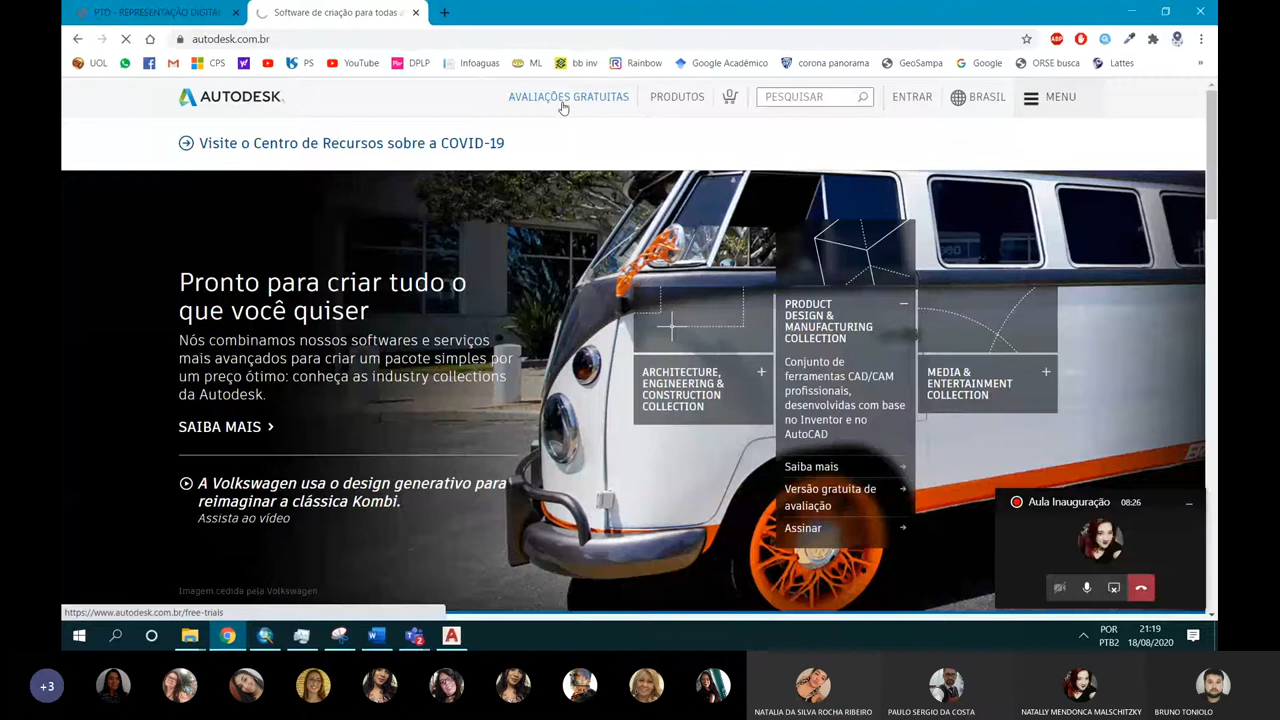 PTD - REPRESENTAÇÃO DIGITAL
Software de criação para todas a
autodesk.com.br
UOL
CPS
PS
YouTube
DPLP
Infoaguas
ML
bb inv
Rainbow
Google Acadêmico
corona panorama
GeoSampa
Google
ORSE busca
Lattes
»
AUTODESK
AVALIAÇÕES GRATUITAS
PRODUTOS
0
PESQUISAR
ENTRAR
BRASIL
MENU
Visite o Centro de Recursos sobre a COVID-19
Pronto para criar tudo o
que você quiser
Nós combinamos nossos softwares e serviços
mais avançados para criar um pacote simples por
um preço ótimo: conheça as industry collections
da Autodesk.
SAIBA MAIS >
A Volkswagen usa o design generativo para
reimaginar a clássica Kombi.
Assista ao vídeo
Imagem cedida pela Volkswagen.
ARCHITECTURE,
ENGINEERING &
CONSTRUCTION
COLLECTION
PRODUCT
DESIGN &
MANUFACTURING
COLLECTION
Conjunto de
ferramentas CAD/CAM
profissionais,
desenvolvidas com base
no Inventor e no
AutoCAD
Saiba mais
Versão gratuita de
avaliação
Assinar
MEDIA &
ENTERTAINMENT
COLLECTION
Aula Inauguração 08:26
https://www.autodesk.com.br/free-trials
POR
PTB2
21:19
18/08/2020
+3
NATALIA DA SILVA ROCHA RIBEIRO
PAULO SERGIO DA COSTA
NATALLY MENDONCA MALSCHITZKY
BRUNO TONIOLO